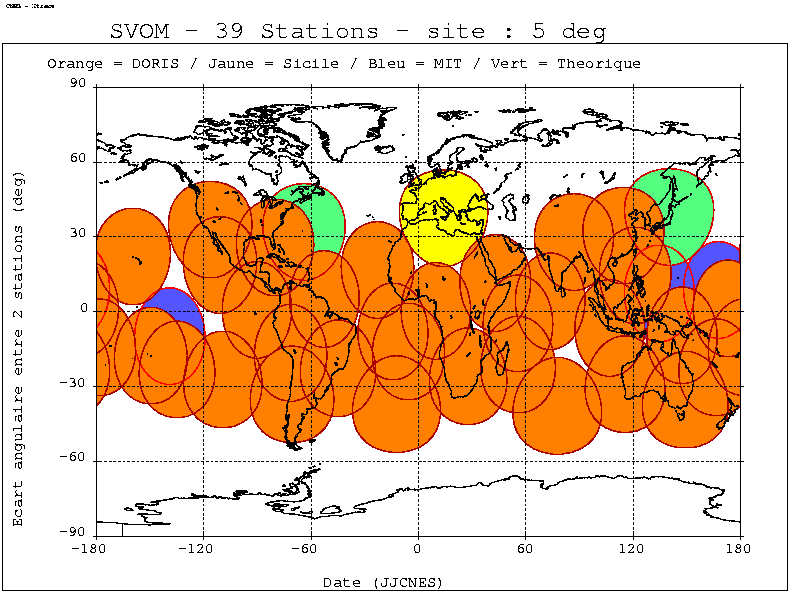 SVOM - 39 Stations - site : 5 deg
Orange = DORIS / Jaune = Sicile / Bleu = MIT / Vert = Theorique
Ecart angulaire entre 2 stations (deg)
90
60
30
0
-30
-60
-90
-180 -120 -60 0 60 120 180
Date (JJCNES)